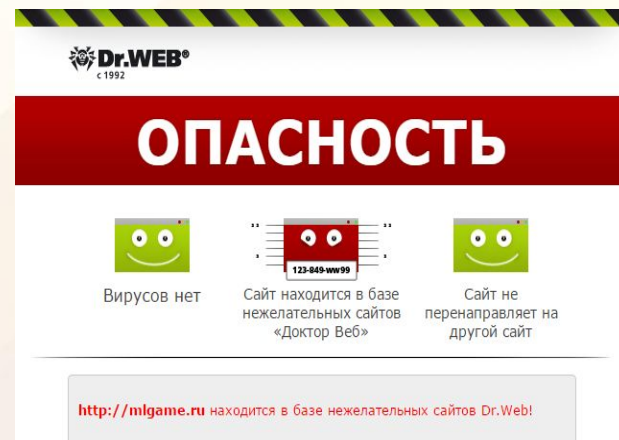 Dr.WEB®
с 1992
ОПАСНОСТЬ
123-849-ww99
Вирусов нет
Сайт находится в базе
нежелательных сайтов
«Доктор Веб»
Сайт не
перенаправляет на
другой сайт
http://mlgame.ru находится в базе нежелательных сайтов Dr.Web!